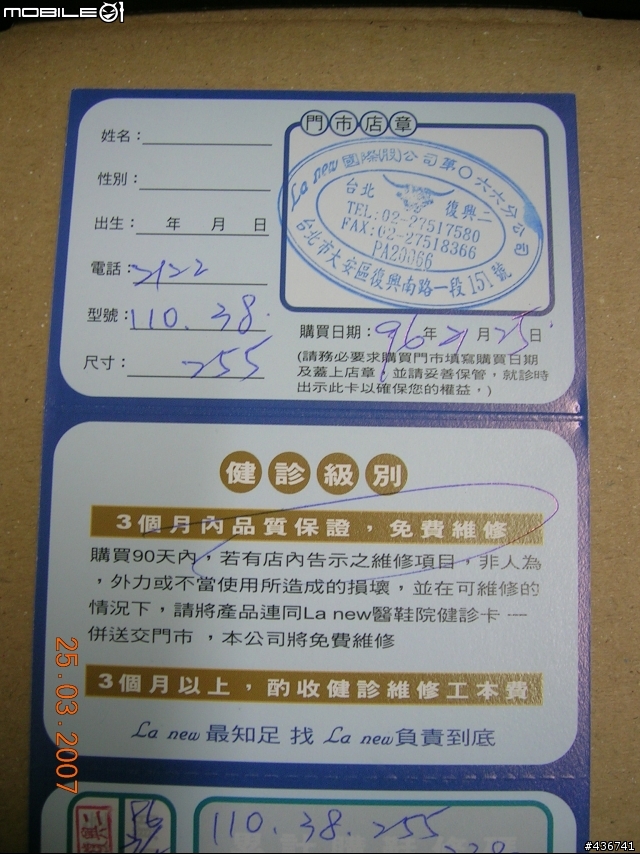 MOBILE01
姓名：
性別：
出生： 年 月 日
電話：2122
型號：110.38.
尺寸：255
門市店章
La new 國際(股)公司第〇六六分公司
台北 復興二
TEL:02-27517580
FAX:02-27518366
PA20066
台北市大安區復興南路一段151號
購買日期：96年 月25日
(請務必要求購買門市填寫購買日期
及蓋上店章，並請妥善保管，就診時
出示此卡以確保您的權益。)
健診級別
3個月內品質保證，免費維修
購買90天內，若有店內告示之維修項目，非人為
，外力或不當使用所造成的損壞，並在可維修的
情況下，請將產品連同La new醫鞋院健診卡一
併送交門市，本公司將免費維修
3個月以上，酌收健診維修工本費
La new 最知足 找 La new負責到底
25.03.2007
110.38.255
#436741